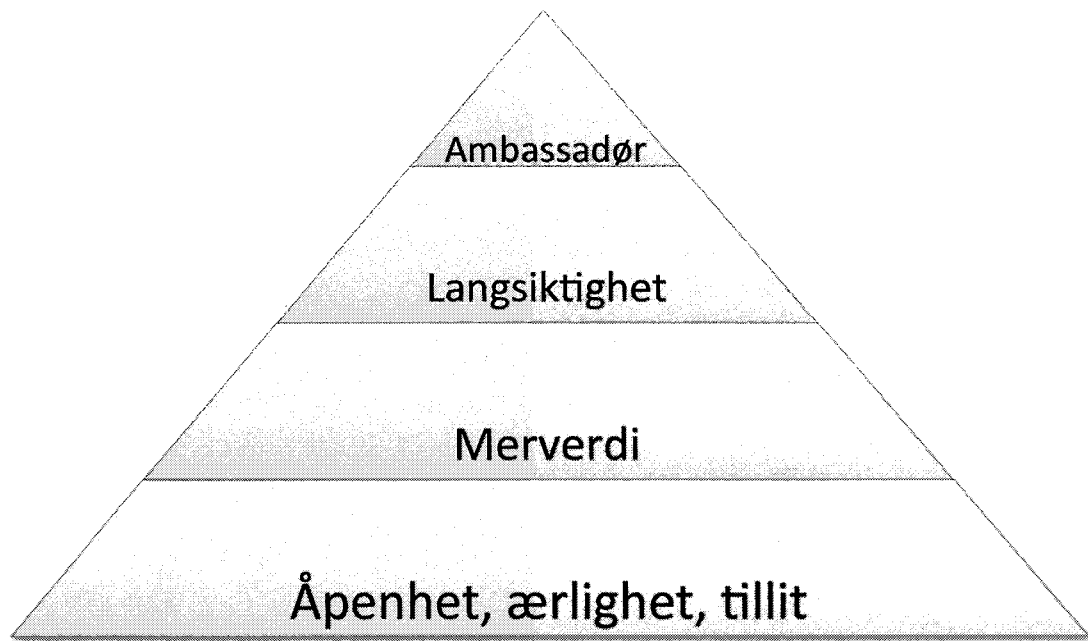 Ambassadør
Langsiktighet
Merverdi
Åpenhet, ærlighet, tillit